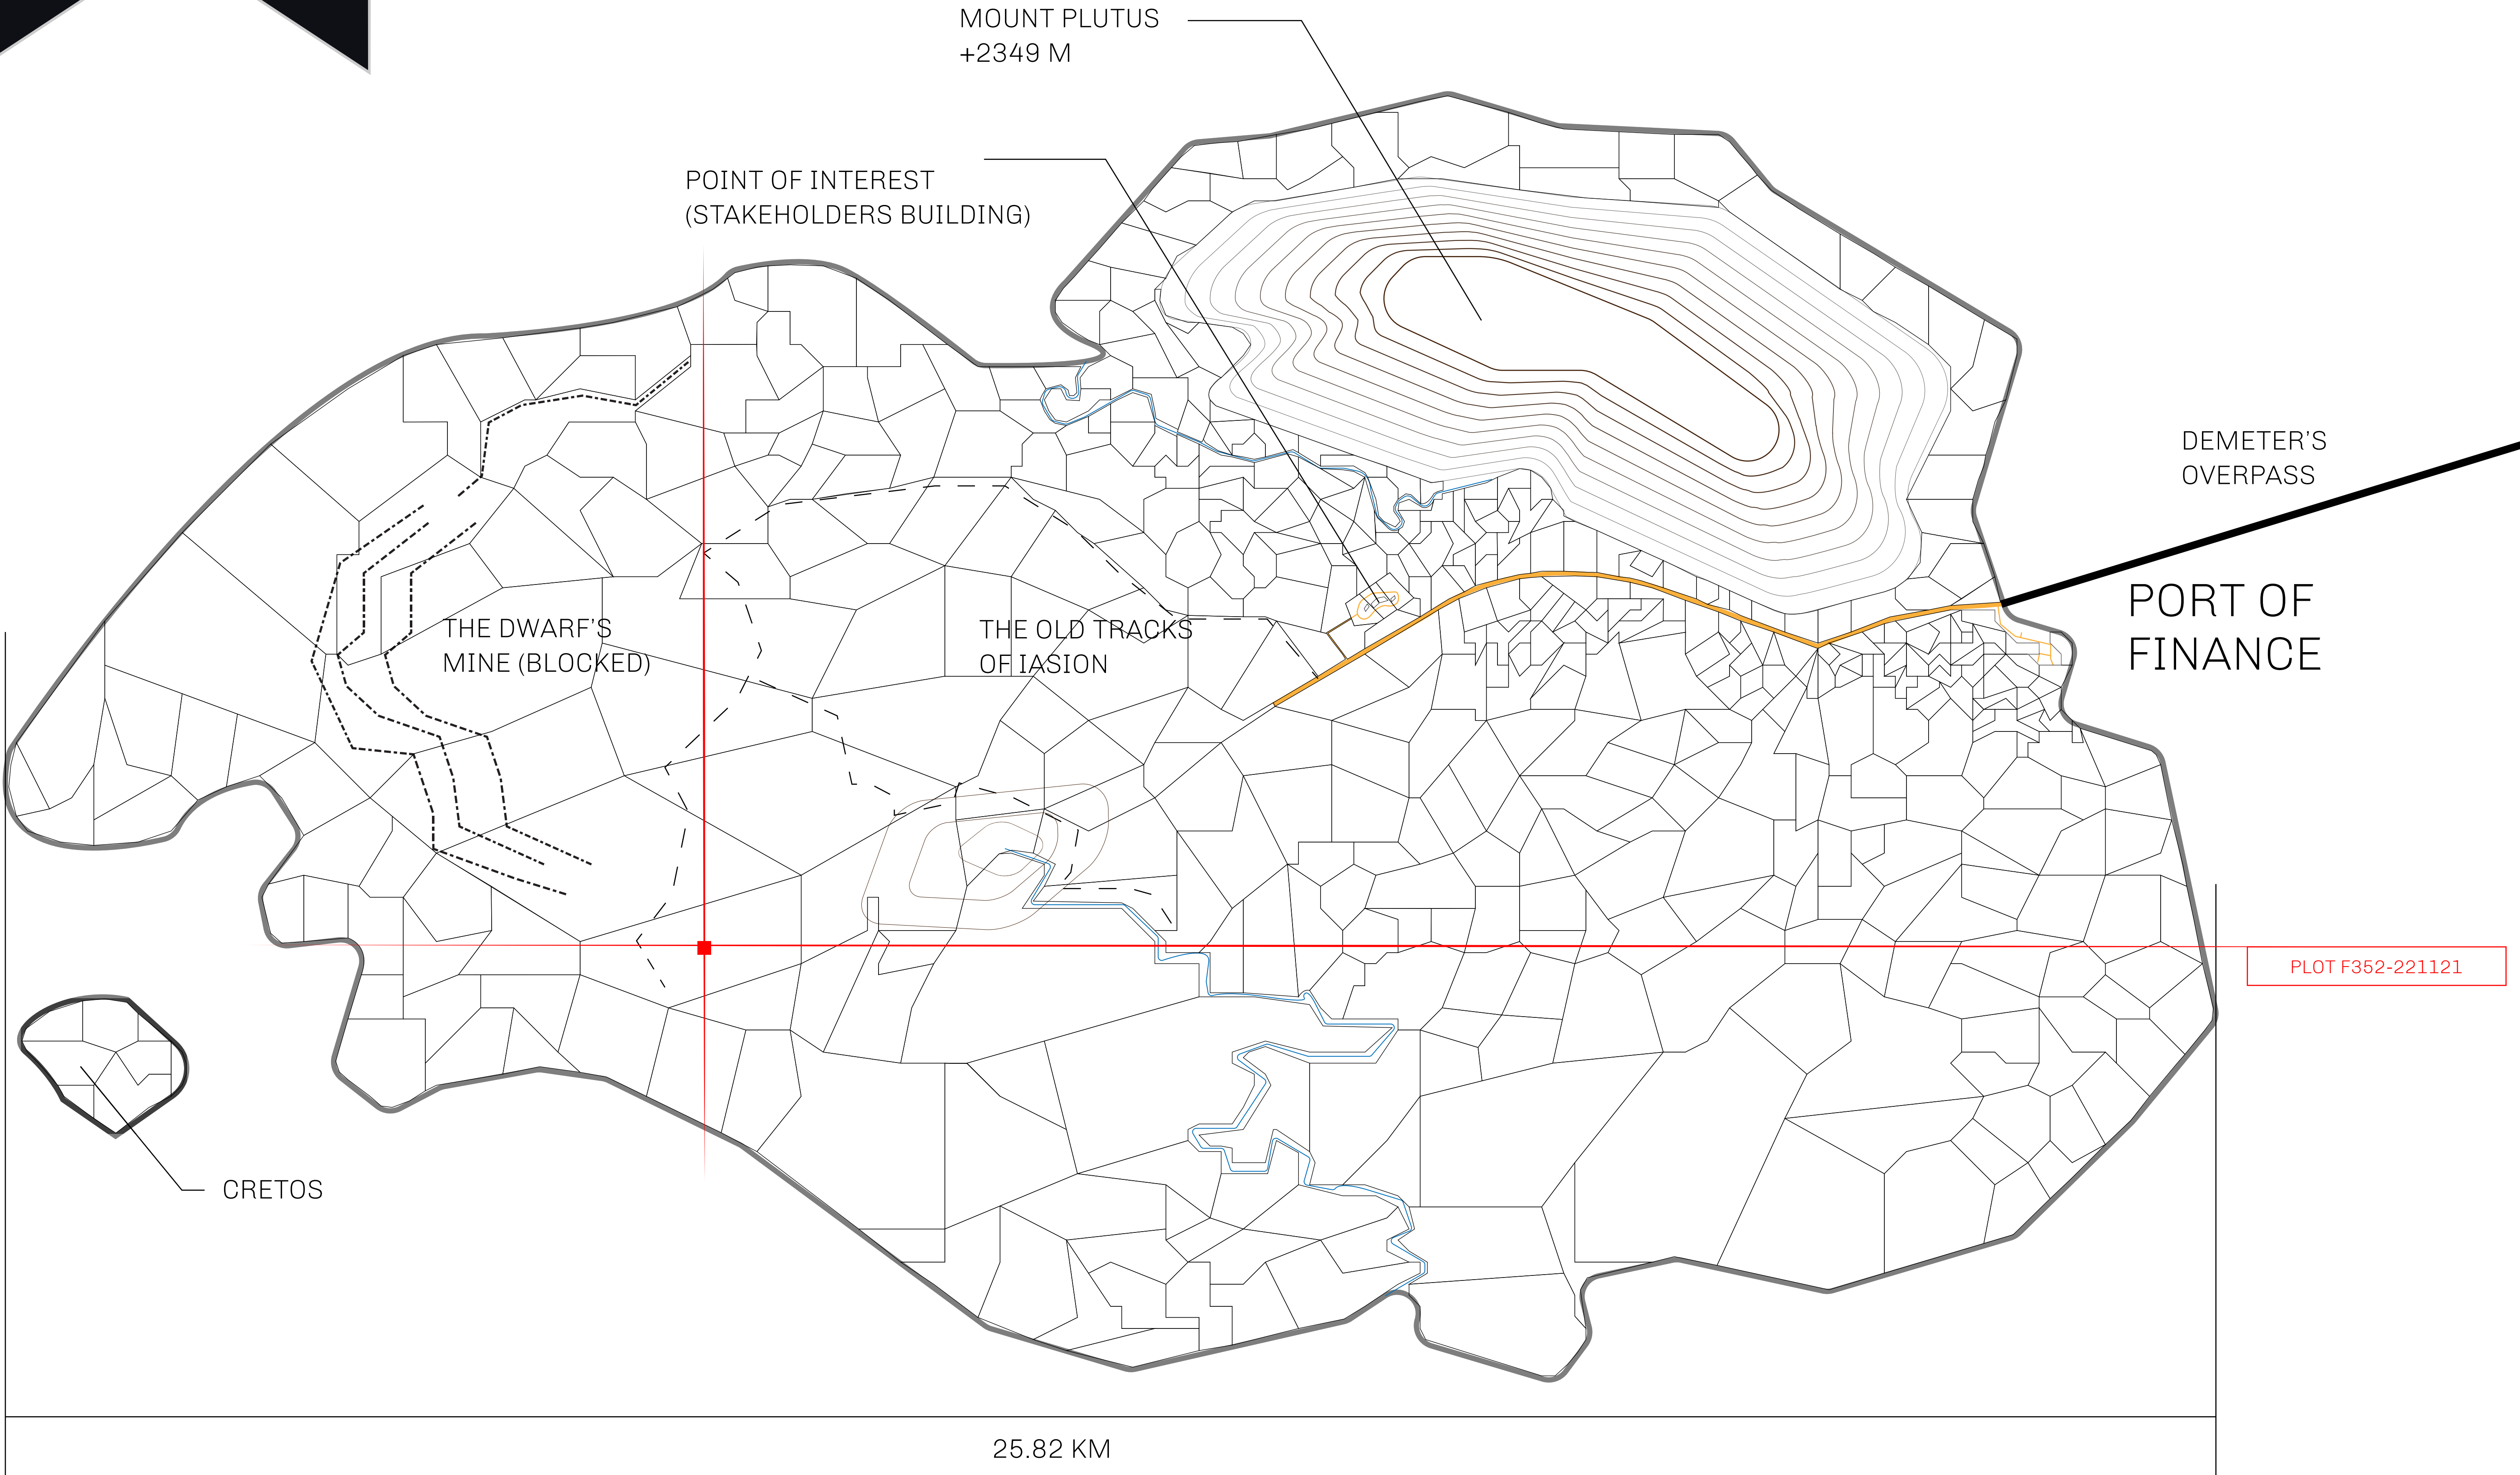 MOUNT PLUTUS
+2349 M
POINT OF INTEREST
(STAKEHOLDERS BUILDING)
DEMETER'S
OVERPASS
PORT OF
FINANCE
THE DWARF'S
MINE (BLOCKED)
THE OLD TRACKS
OF IASION
PLOT F352-221121
CRETOS
25.82 KM